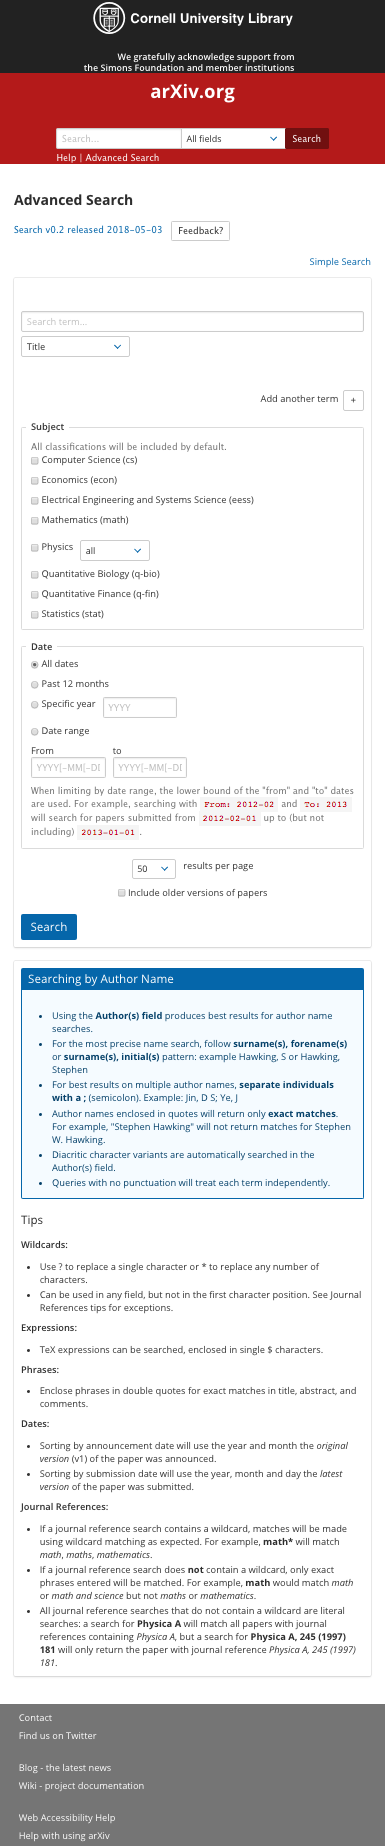 Cornell University Library
We gratefully acknowledge support from
the Simons Foundation and member institutions
arXiv.org
Search...
All fields
Search
Help | Advanced Search
Advanced Search
Search v0.2 released 2018-05-03
Feedback?
Simple Search
Search term...
Title
Add another term +
Subject
All classifications will be included by default.
Computer Science (cs)
Economics (econ)
Electrical Engineering and Systems Science (eess)
Mathematics (math)
Physics all
Quantitative Biology (q-bio)
Quantitative Finance (q-fin)
Statistics (stat)
Date
All dates
Past 12 months
Specific year YYYY
Date range
From to
YYYY[-MM[-DD YYYY[-MM[-DD
When limiting by date range, the lower bound of the "from" and "to" dates
are used. For example, searching with From: 2012-02 and To: 2013
will search for papers submitted from 2012-02-01 up to (but not
including) 2013-01-01 .
50 results per page
Include older versions of papers
Search
Searching by Author Name
• Using the Author(s) field produces best results for author name
searches.
• For the most precise name search, follow surname(s), forename(s)
or surname(s), initial(s) pattern: example Hawking, S or Hawking,
Stephen
• For best results on multiple author names, separate individuals
with a ; (semicolon). Example: Jin, D S; Ye, J
• Author names enclosed in quotes will return only exact matches.
For example, "Stephen Hawking" will not return matches for Stephen
W. Hawking.
• Diacritic character variants are automatically searched in the
Author(s) field.
• Queries with no punctuation will treat each term independently.
Tips
Wildcards:
• Use ? to replace a single character or * to replace any number of
characters.
• Can be used in any field, but not in the first character position. See Journal
References tips for exceptions.
Expressions:
• TeX expressions can be searched, enclosed in single $ characters.
Phrases:
• Enclose phrases in double quotes for exact matches in title, abstract, and
comments.
Dates:
• Sorting by announcement date will use the year and month the original
version (v1) of the paper was announced.
• Sorting by submission date will use the year, month and day the latest
version of the paper was submitted.
Journal References:
• If a journal reference search contains a wildcard, matches will be made
using wildcard matching as expected. For example, math* will match
math, maths, mathematics.
• If a journal reference search does not contain a wildcard, only exact
phrases entered will be matched. For example, math would match math
or math and science but not maths or mathematics.
• All journal reference searches that do not contain a wildcard are literal
searches: a search for Physica A will match all papers with journal
references containing Physica A, but a search for Physica A, 245 (1997)
181 will only return the paper with journal reference Physica A, 245 (1997)
181.
Contact
Find us on Twitter
Blog - the latest news
Wiki - project documentation
Web Accessibility Help
Help with using arXiv